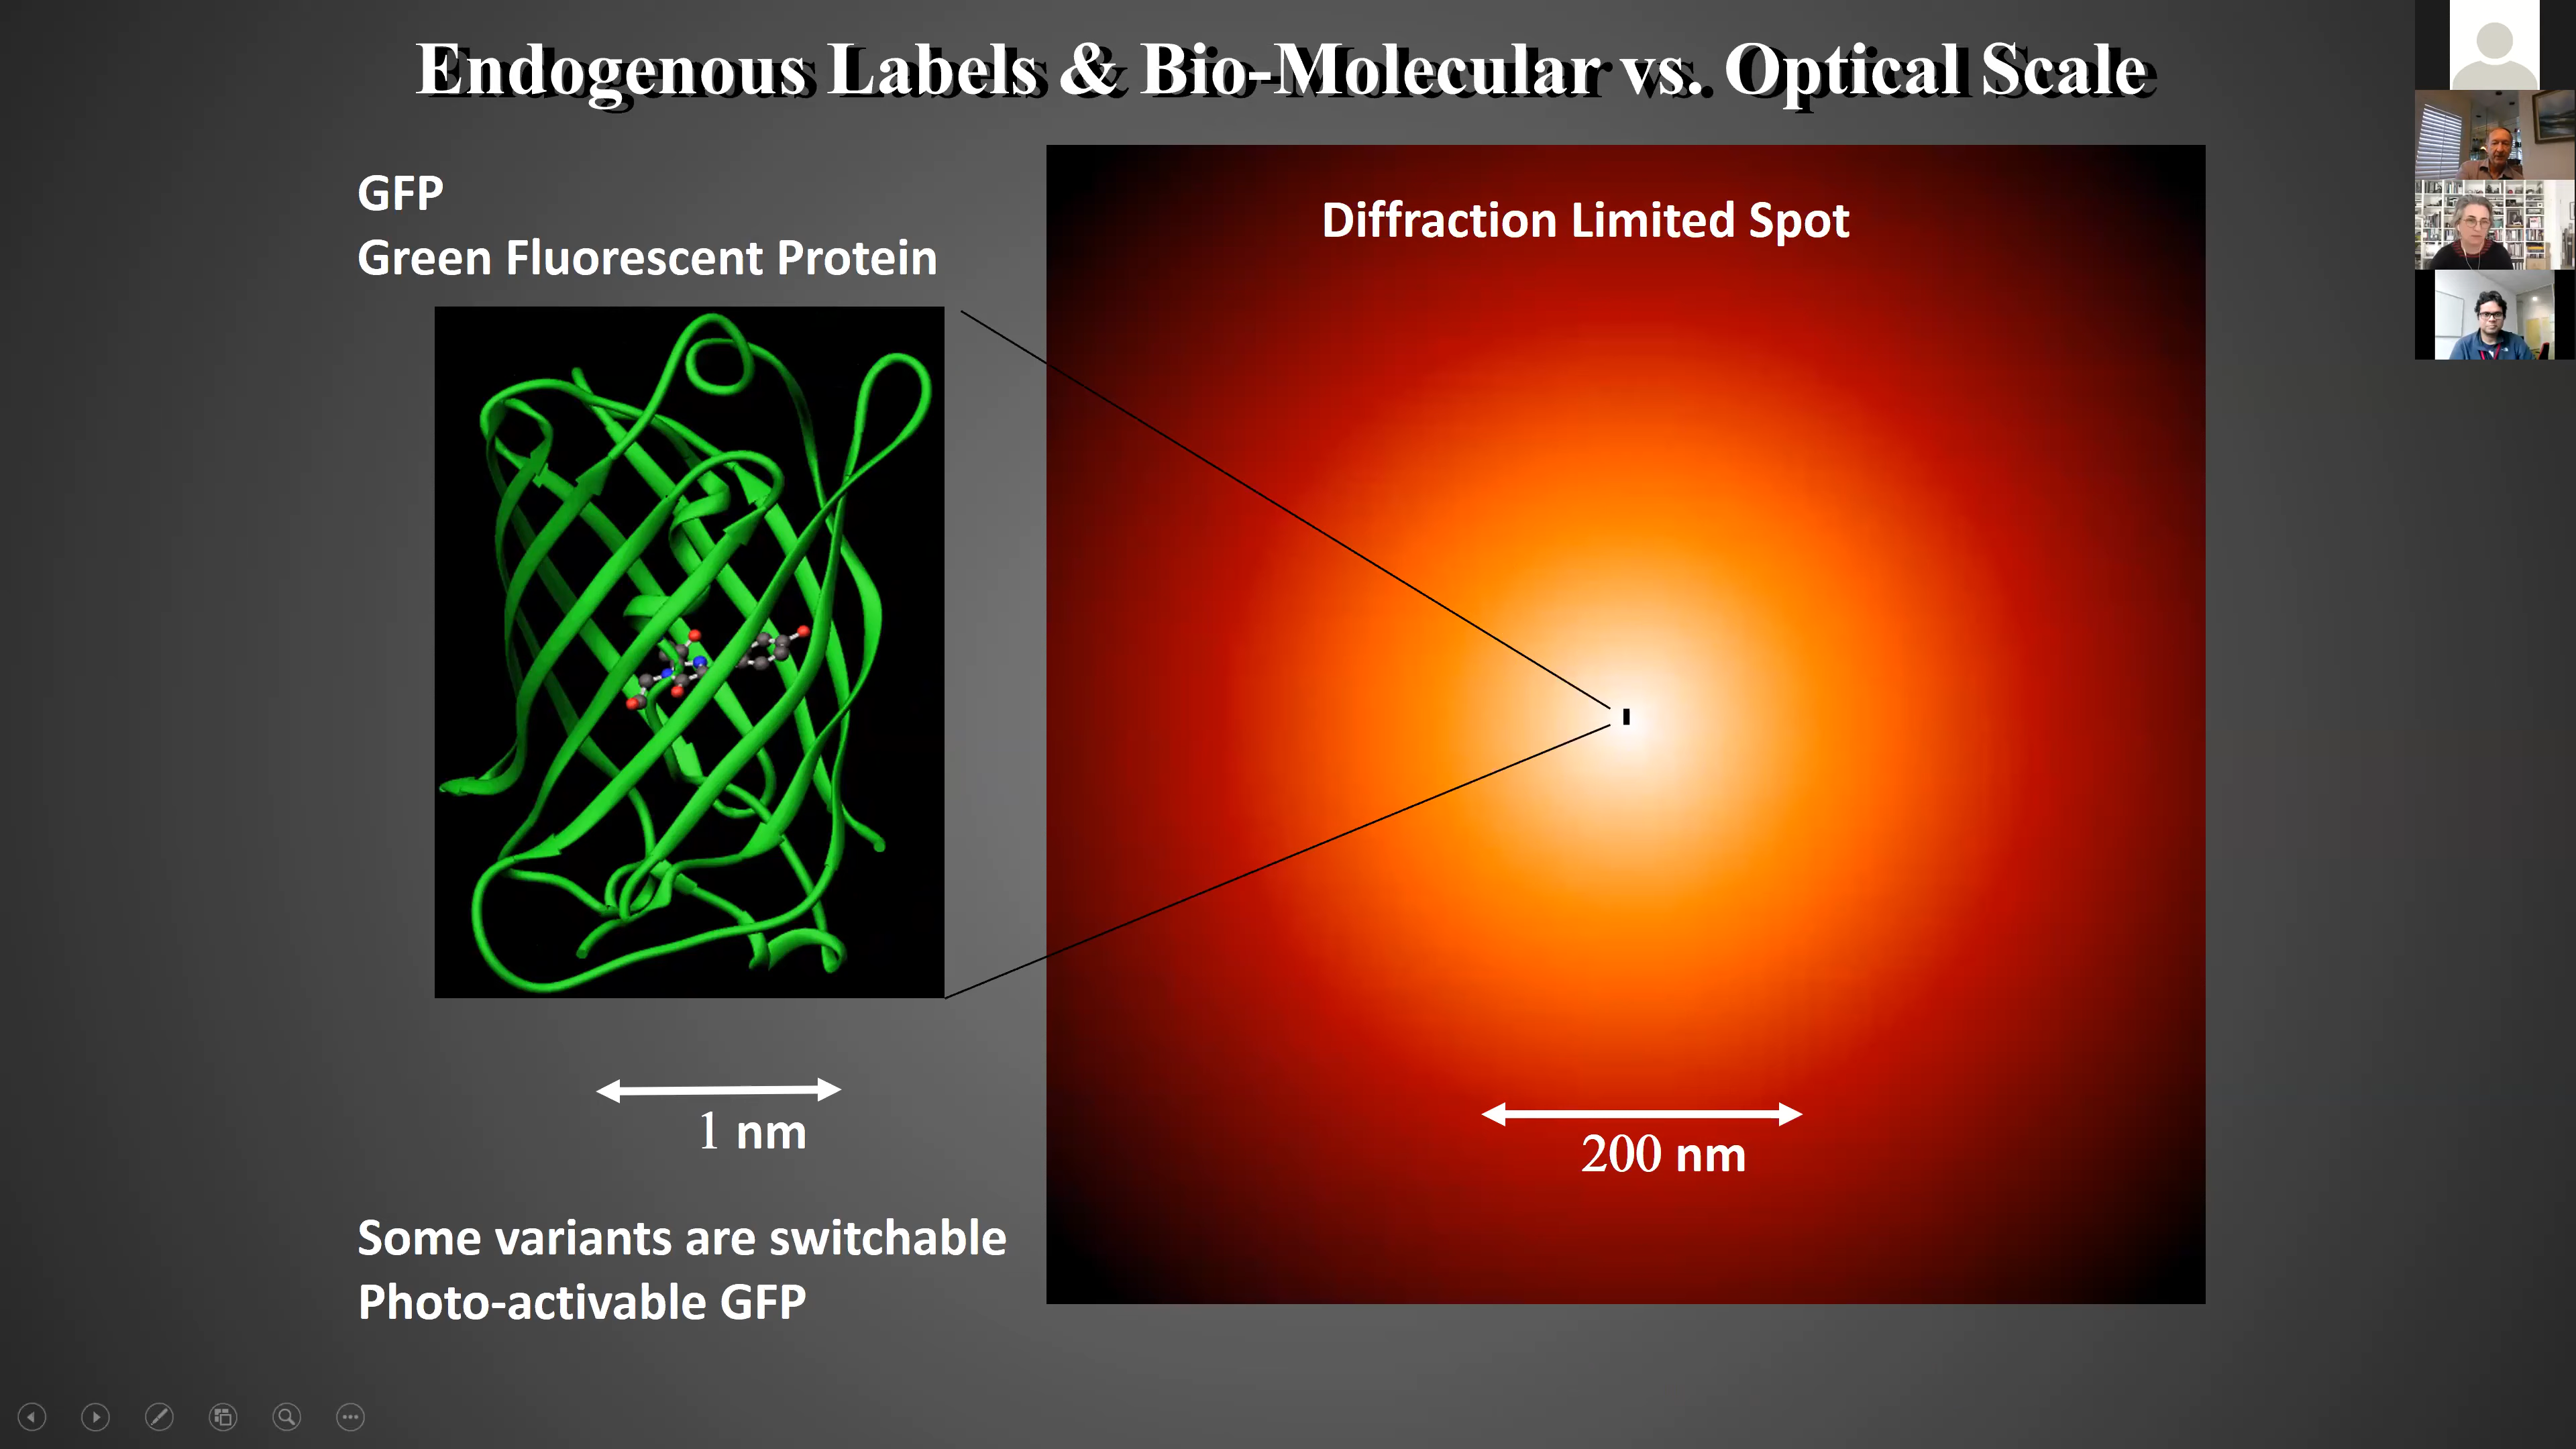 Endogenous Labels & Bio-Molecular vs. Optical Scale
GFP
Green Fluorescent Protein
Diffraction Limited Spot
1 nm
200 nm
Some variants are switchable
Photo-activable GFP